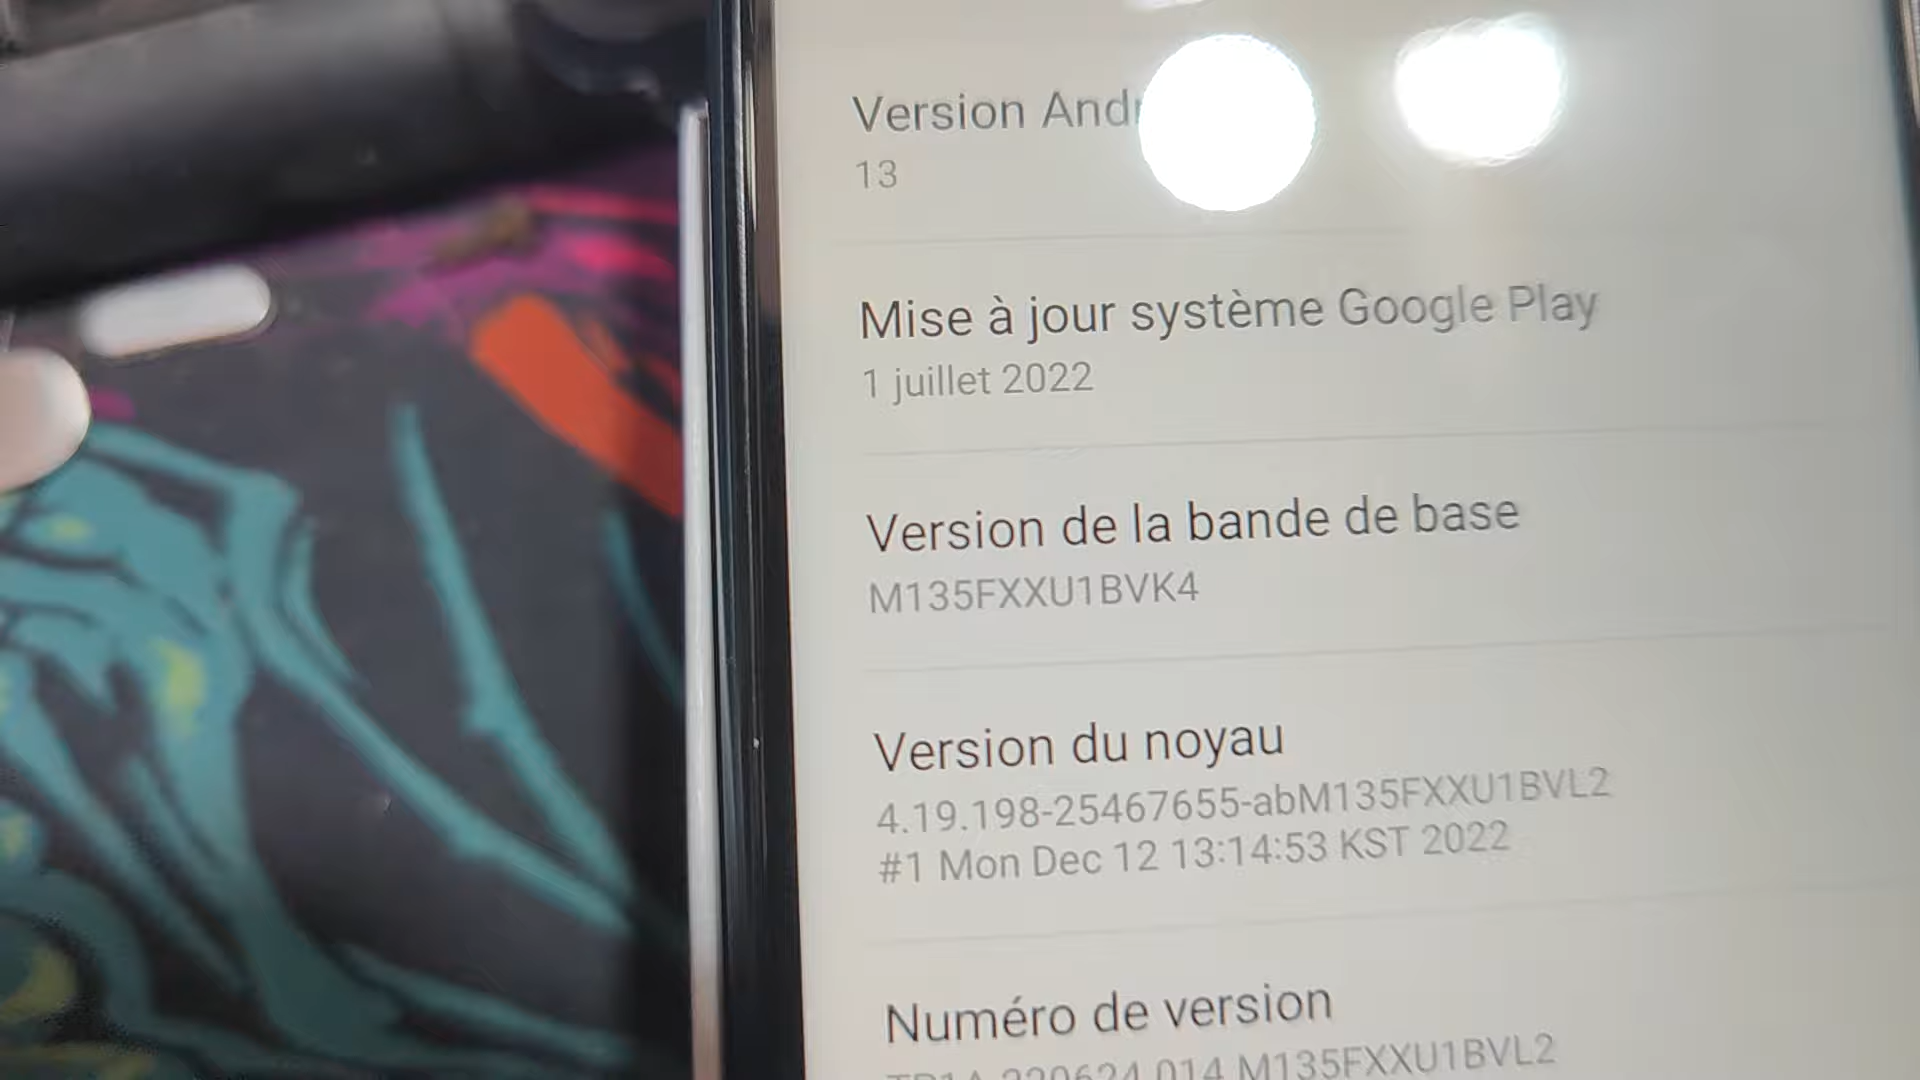 Version Andr
13
Mise à jour système Google Play
1 juillet 2022
Version de la bande de base
M135FXXU1BVK4
Version du noyau
4.19.198-25467655-abM135FXXU1BVL2
#1 Mon Dec 12 13:14:53 KST 2022
Numéro de version
M135FXXU1BVL2